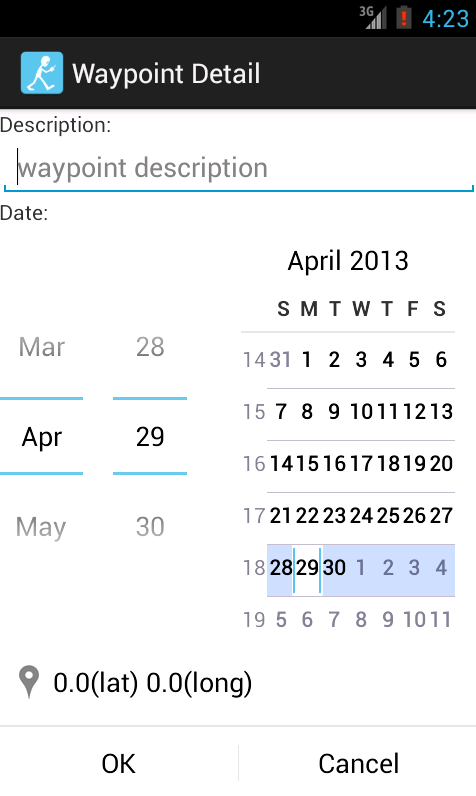 3G 4:23
Waypoint Detail
Description:
waypoint description
Date:
Mar 28
Apr 29
May 30
April 2013
S M T W T F S
14 31 1 2 3 4 5 6
15 7 8 9 10 11 12 13
16 14 15 16 17 18 19 20
17 21 22 23 24 25 26 27
18 28 29 30 1 2 3 4
19 5 6 7 8 9 10 11
0.0(lat) 0.0(long)
OK Cancel